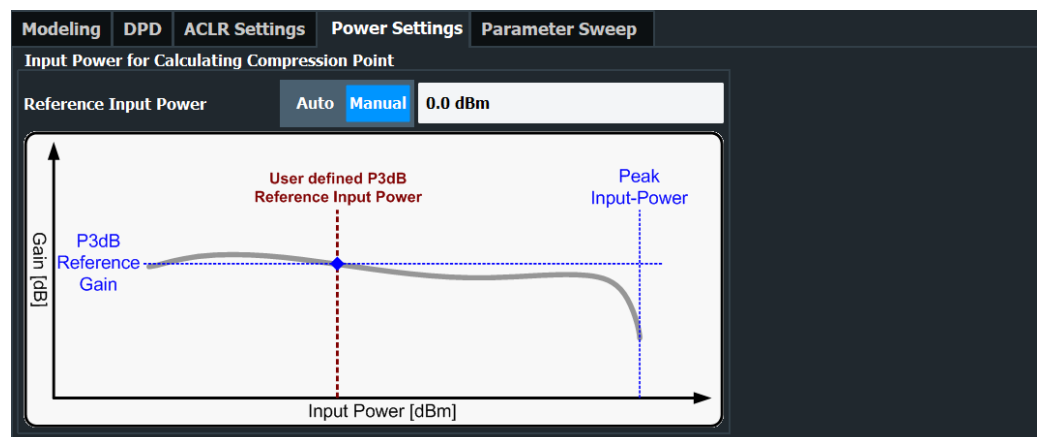 Modeling DPD ACLR Settings Power Settings Parameter Sweep
Input Power for Calculating Compression Point
Reference Input Power Auto Manual 0.0 dBm
User defined P3dB
Reference Input Power
Peak
Input-Power
P3dB
Reference
Gain
Gain [dB]
Input Power [dBm]